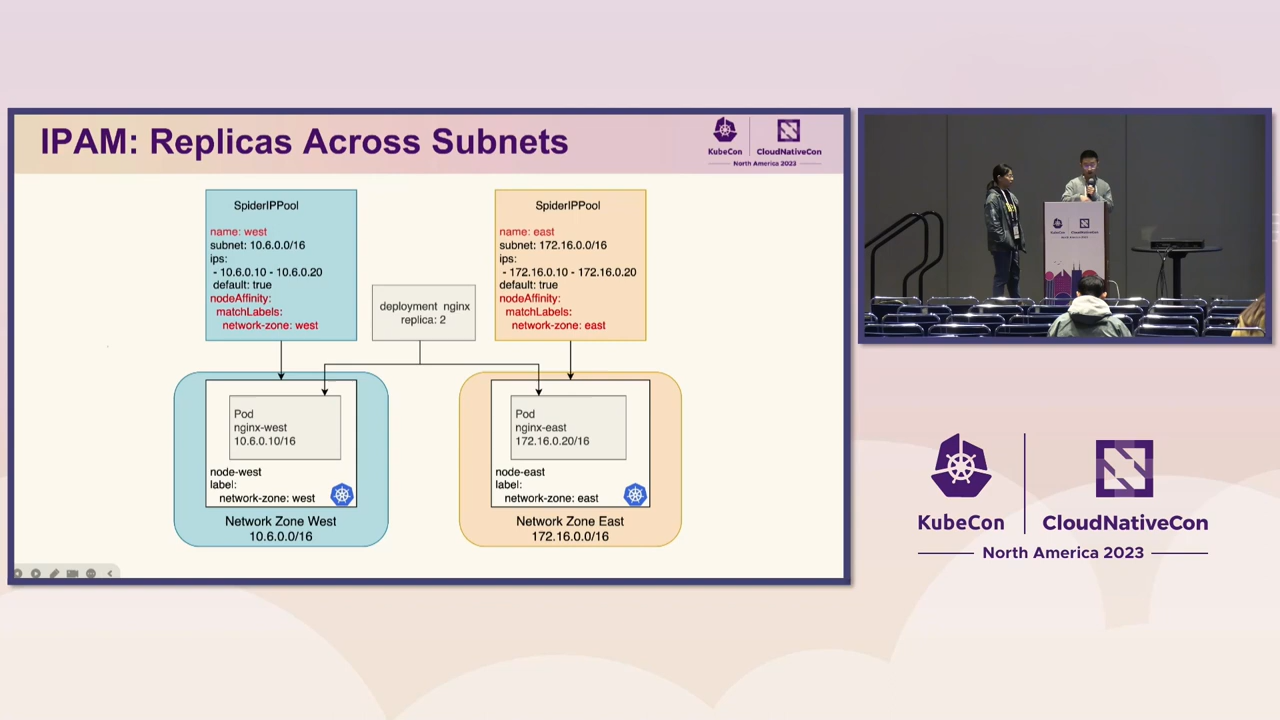 IPAM: Replicas Across Subnets
KubeCon
CloudNativeCon
North America 2023
SpiderIPPool
name: west
subnet: 10.6.0.0/16
ips:
- 10.6.0.10 - 10.6.0.20
default: true
nodeAffinity:
matchLabels:
network-zone: west
deployment nginx
replica: 2
SpiderIPPool
name: east
subnet: 172.16.0.0/16
ips:
- 172.16.0.10 - 172.16.0.20
default: true
nodeAffinity:
matchLabels:
network-zone: east
Pod
nginx-west
10.6.0.10/16
node-west
label:
network-zone: west
Network Zone West
10.6.0.0/16
Pod
nginx-east
172.16.0.20/16
node-east
label:
network-zone: east
Network Zone East
172.16.0.0/16
KubeCon
CloudNativeCon
North America 2023